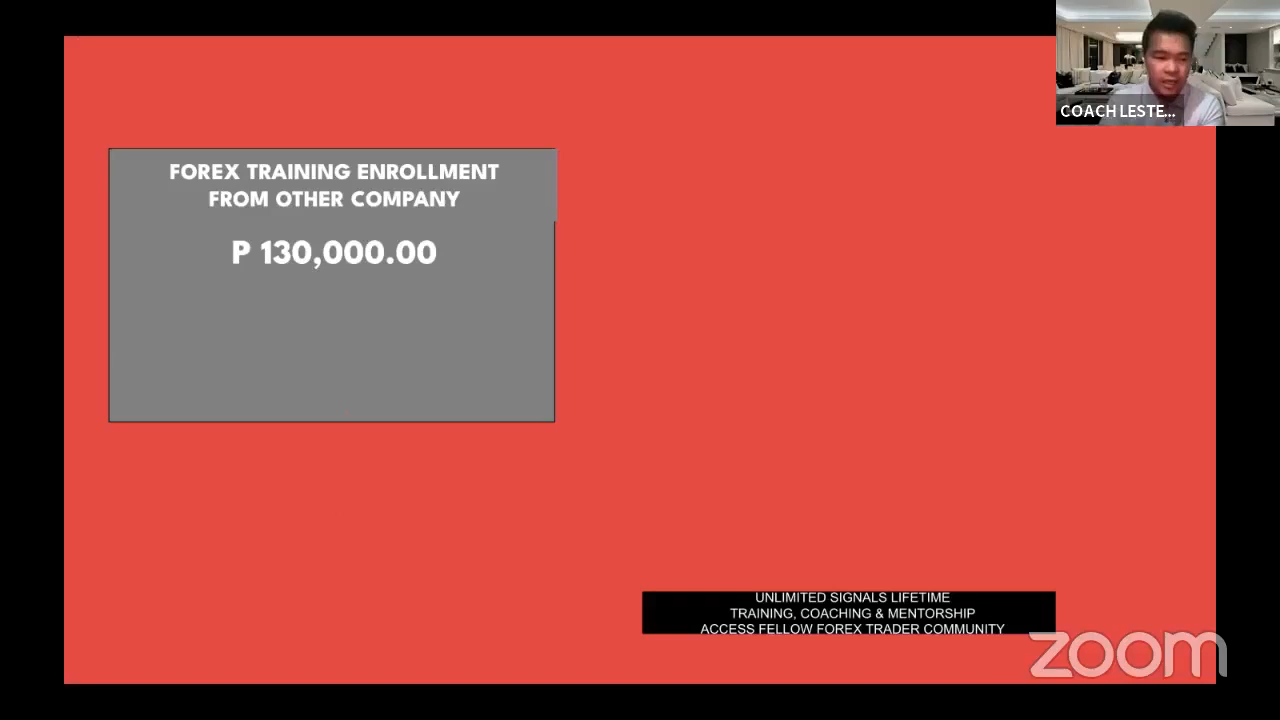 COACH LESTE...
FOREX TRAINING ENROLLMENT
FROM OTHER COMPANY
P 130,000.00
UNLIMITED SIGNALS LIFETIME
TRAINING, COACHING & MENTORSHIP
ACCESS FELLOW FOREX TRADER COMMUNITY
zoom